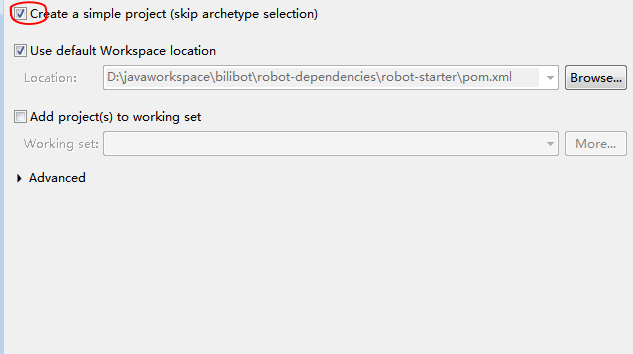 Create a simple project (skip archetype selection)
Use default Workspace location
Location: D:\javaworkspace\bilibot\robot-dependencies\robot-starter\pom.xml Browse...
Add project(s) to working set
Working set: More...
Advanced